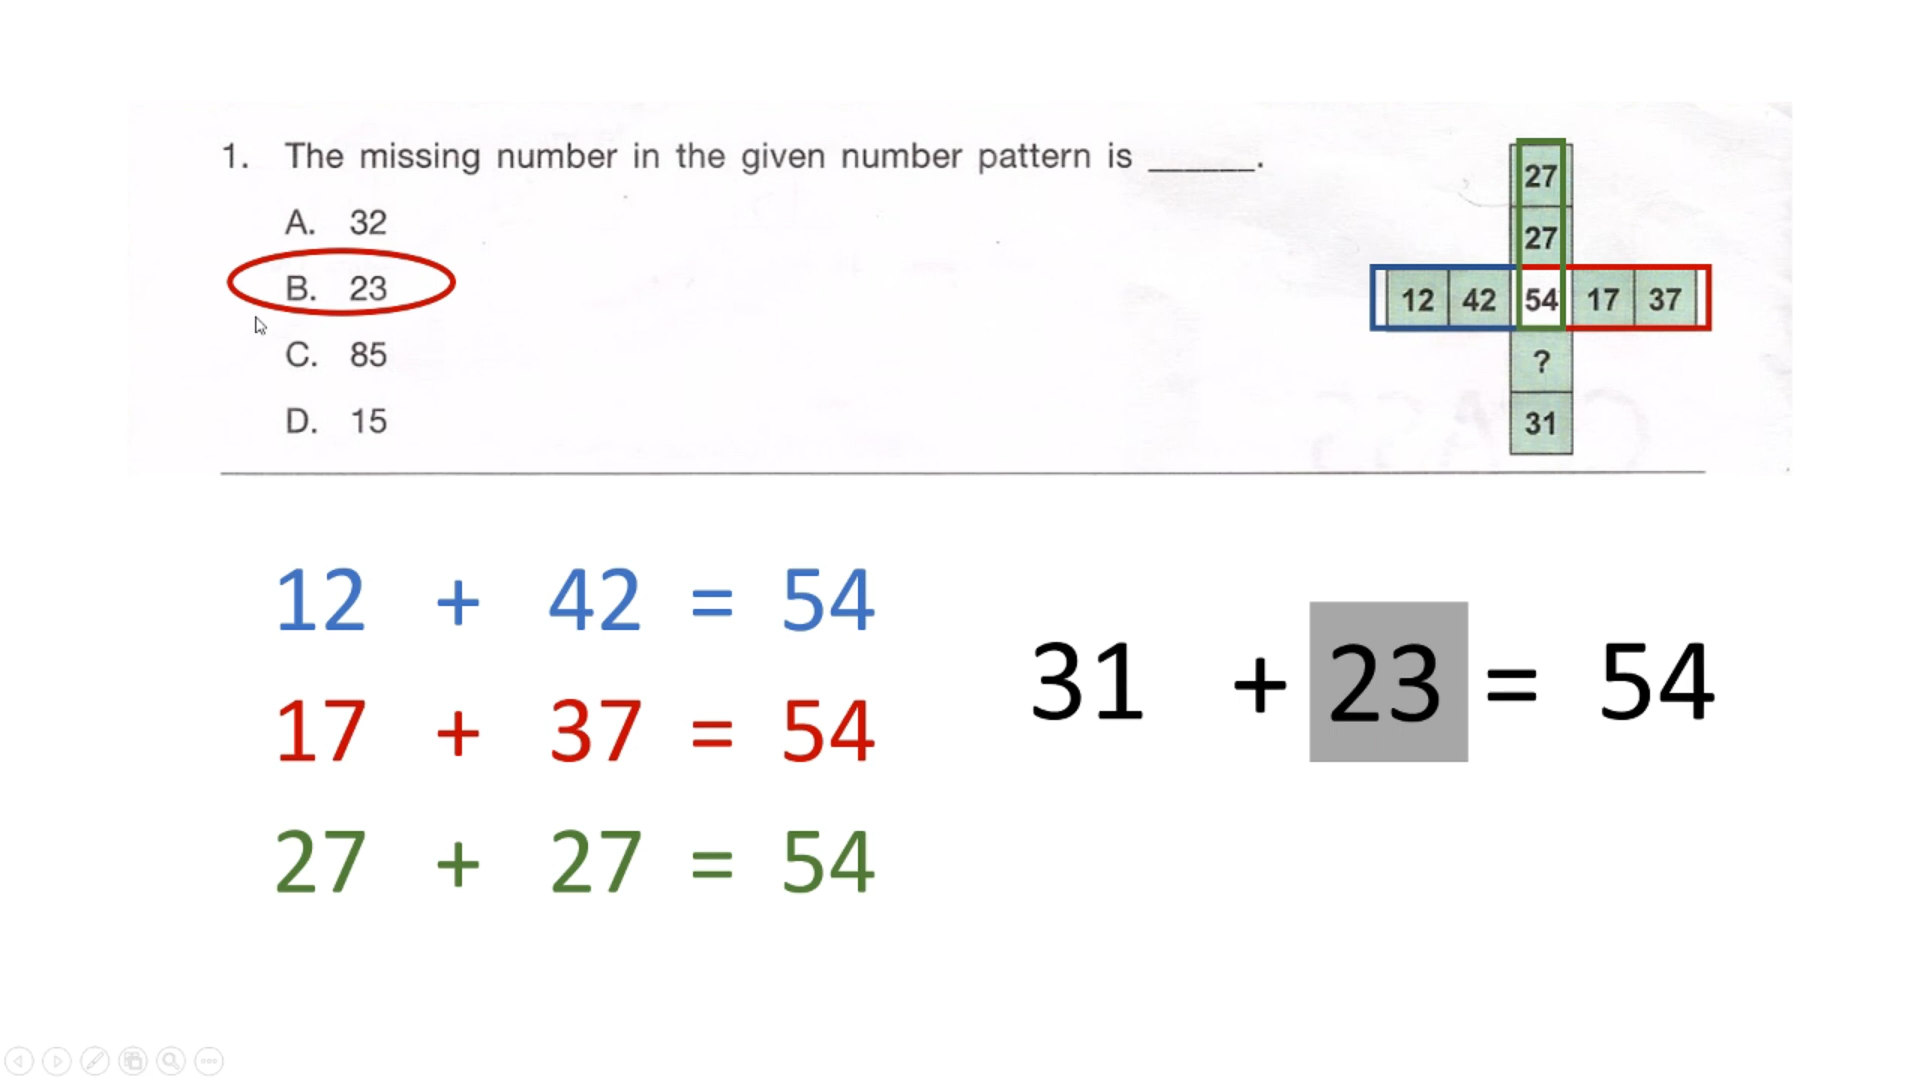 1. The missing number in the given number pattern is ______.
A. 32
B. 23
C. 85
D. 15
27
27
12 42 54 17 37
?
31
12 + 42 = 54
17 + 37 = 54
27 + 27 = 54
31 + 23 = 54